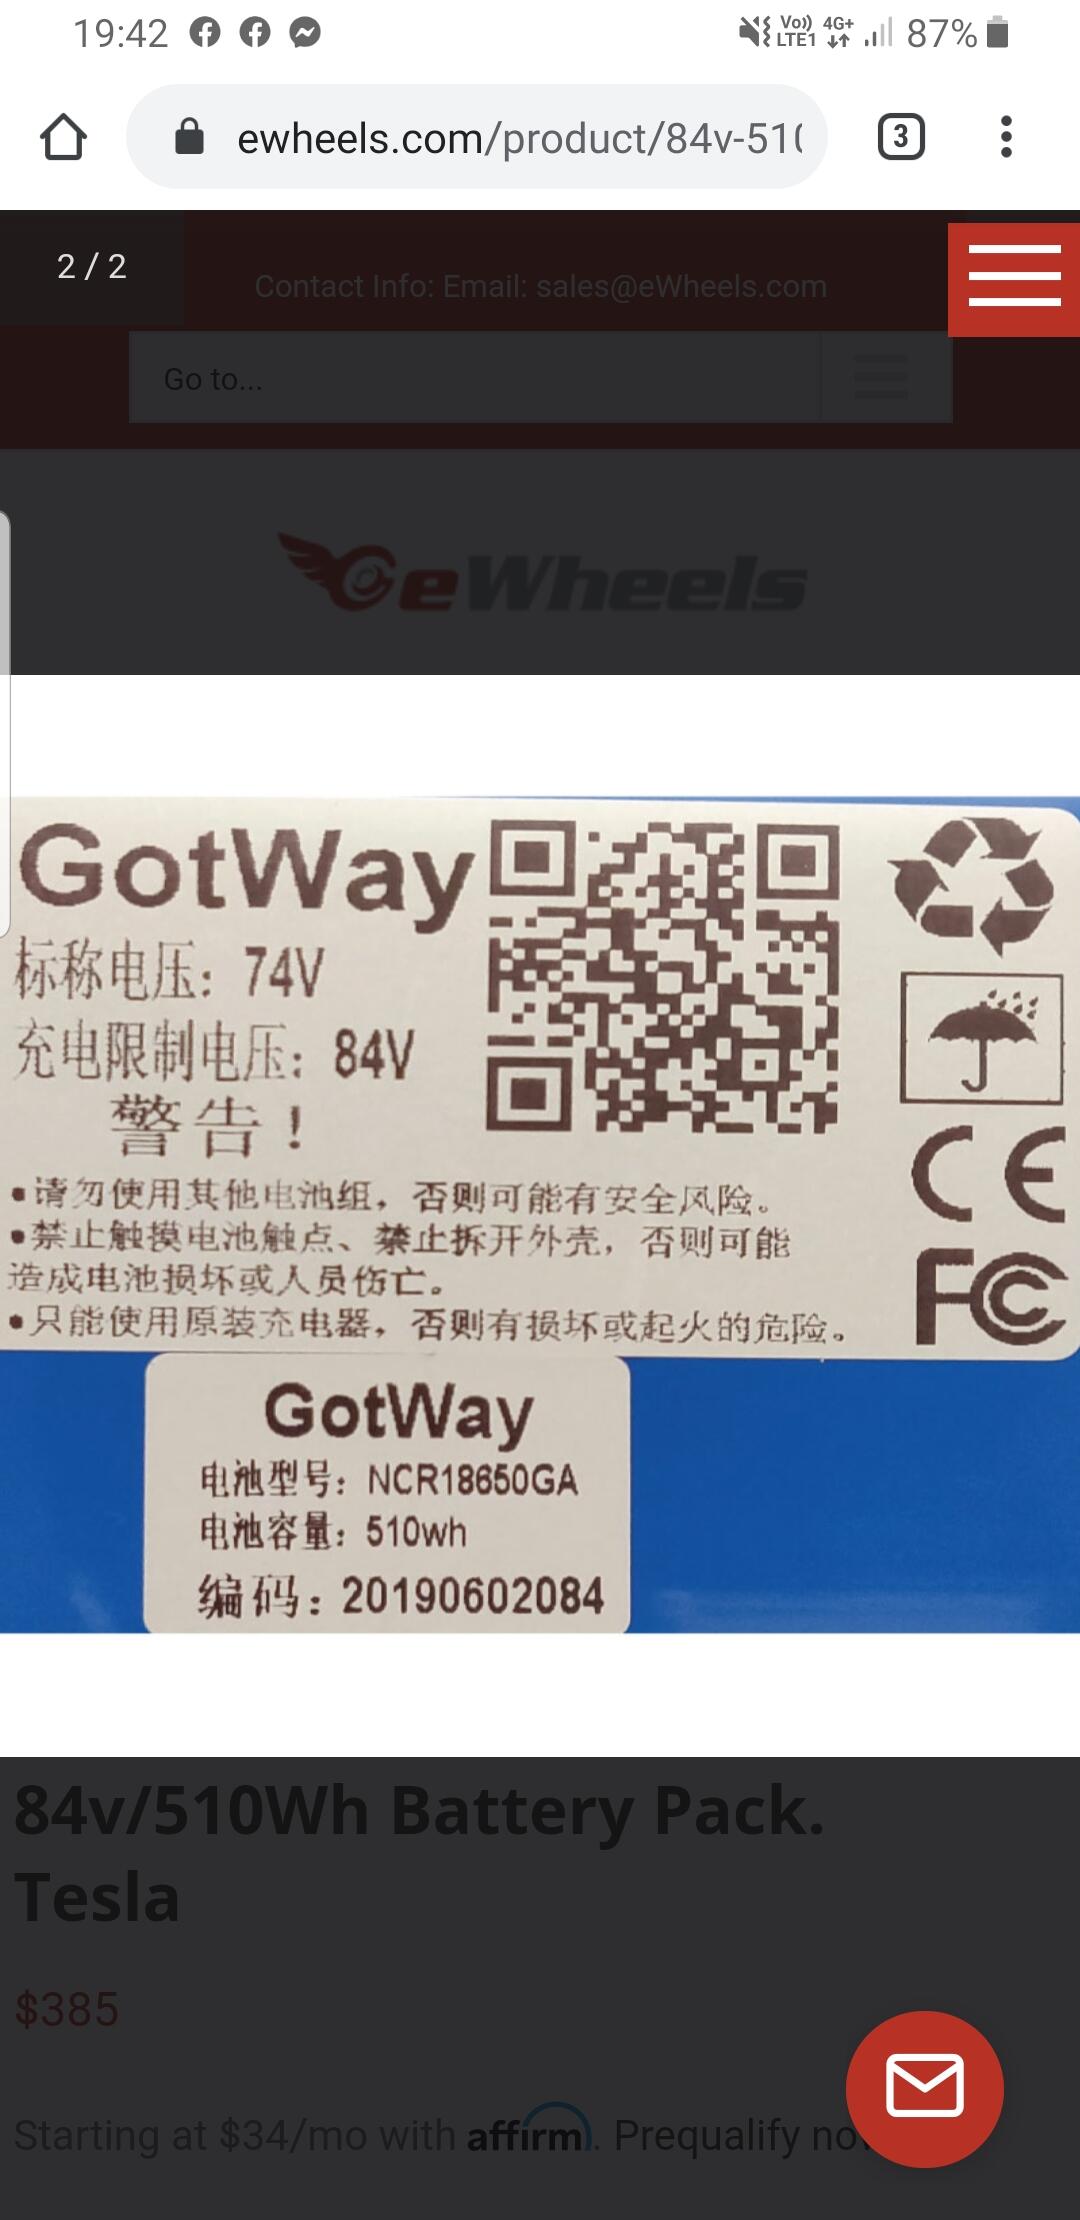 19:42
Vo)) LTE1 4G+ 87%
ewheels.com/product/84v-510
3
2 / 2
Contact Info: Email: sales@eWheels.com
Go to...
eWheels
GotWay
标称电压: 74V
充电限制电压: 84V
警告!
•请勿使用其他电池组，否则可能有安全风险。
•禁止触摸电池触点、禁止拆开外壳，否则可能
造成电池损坏或人员伤亡。
•只能使用原装充电器，否则有损坏或起火的危险。
CE
FC
GotWay
电池型号: NCR18650GA
电池容量: 510wh
编码: 20190602084
84v/510Wh Battery Pack.
Tesla
$385
Starting at $34/mo with affirm. Prequalify now